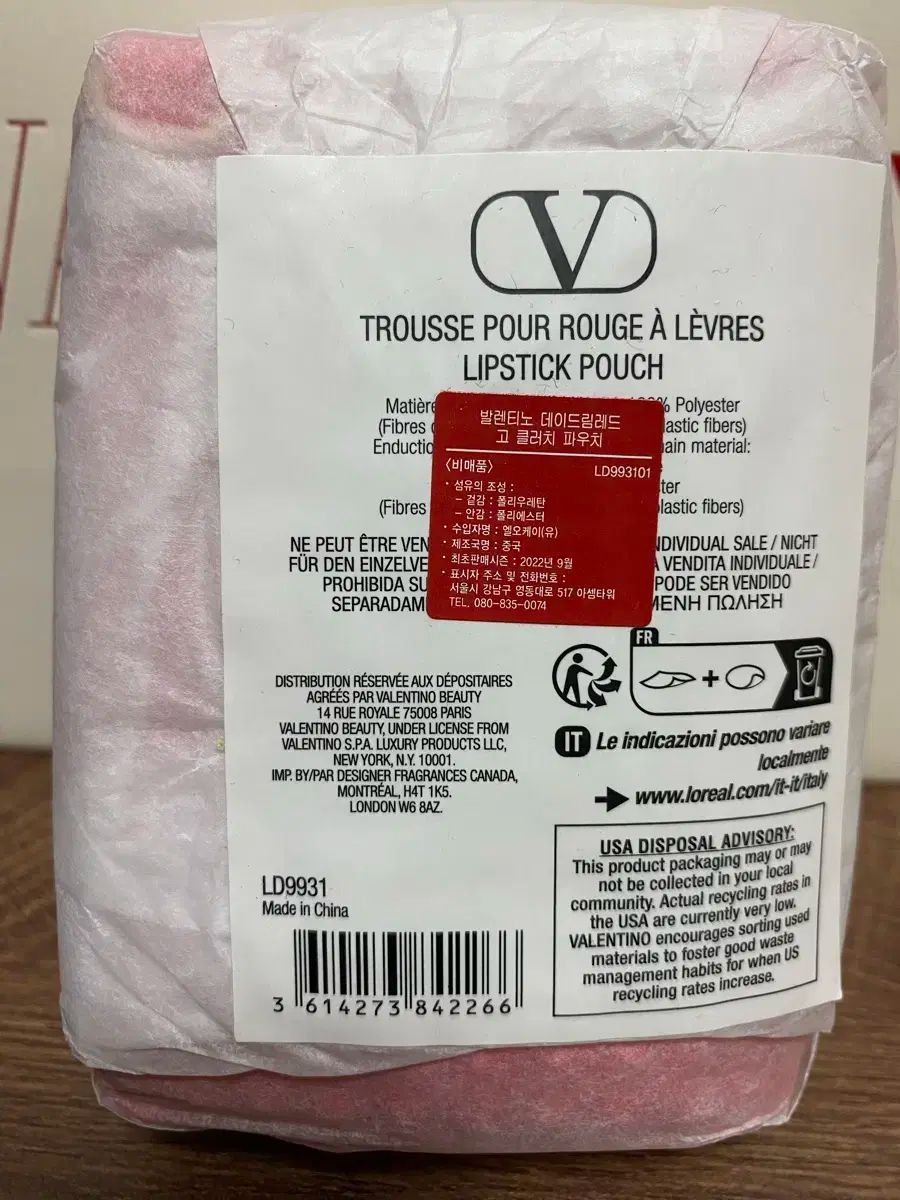 V
TROUSSE POUR ROUGE À LÈVRES
LIPSTICK POUCH
Matière
% Polyester
(Fibres
lastic fibers)
Enductio
ain material:
ter
(Fibres
plastic fibers)
NE PEUT ÊTRE VEN
NDIVIDUAL SALE / NICHT
FÜR DEN EINZELVE
A VENDITA INDIVIDUALE /
PROHIBIDA SU
PODE SER VENDIDO
SEPARADAM
ΜΕΝΗ ΠΩΛΗΣΗ
발렌티노 데이드림레드
고 클러치 파우치
<비매품>
LD993101
· 섬유의 조성 :
- 겉감 : 폴리우레탄
- 안감 : 폴리에스터
· 수입자명 : 엘오케이(유)
· 제조국명 : 중국
· 최초판매시즌 : 2022년 9월
· 표시자 주소 및 전화번호 :
서울시 강남구 영동대로 517 아셈타워
TEL. 080-835-0074
FR
DISTRIBUTION RÉSERVÉE AUX DÉPOSITAIRES
AGRÉÉS PAR VALENTINO BEAUTY
14 RUE ROYALE 75008 PARIS
VALENTINO BEAUTY, UNDER LICENSE FROM
VALENTINO S.P.A. LUXURY PRODUCTS LLC,
NEW YORK, N.Y. 10001.
IMP. BY/PAR DESIGNER FRAGRANCES CANADA,
MONTRÉAL, H4T 1K5.
LONDON W6 8AZ.
IT Le indicazioni possono variare
localmente
www.loreal.com/it-it/italy
USA DISPOSAL ADVISORY:
This product packaging may or may
not be collected in your local
community. Actual recycling rates in
the USA are currently very low.
VALENTINO encourages sorting used
materials to foster good waste
management habits for when US
recycling rates increase.
LD9931
Made in China
3 614273 842266